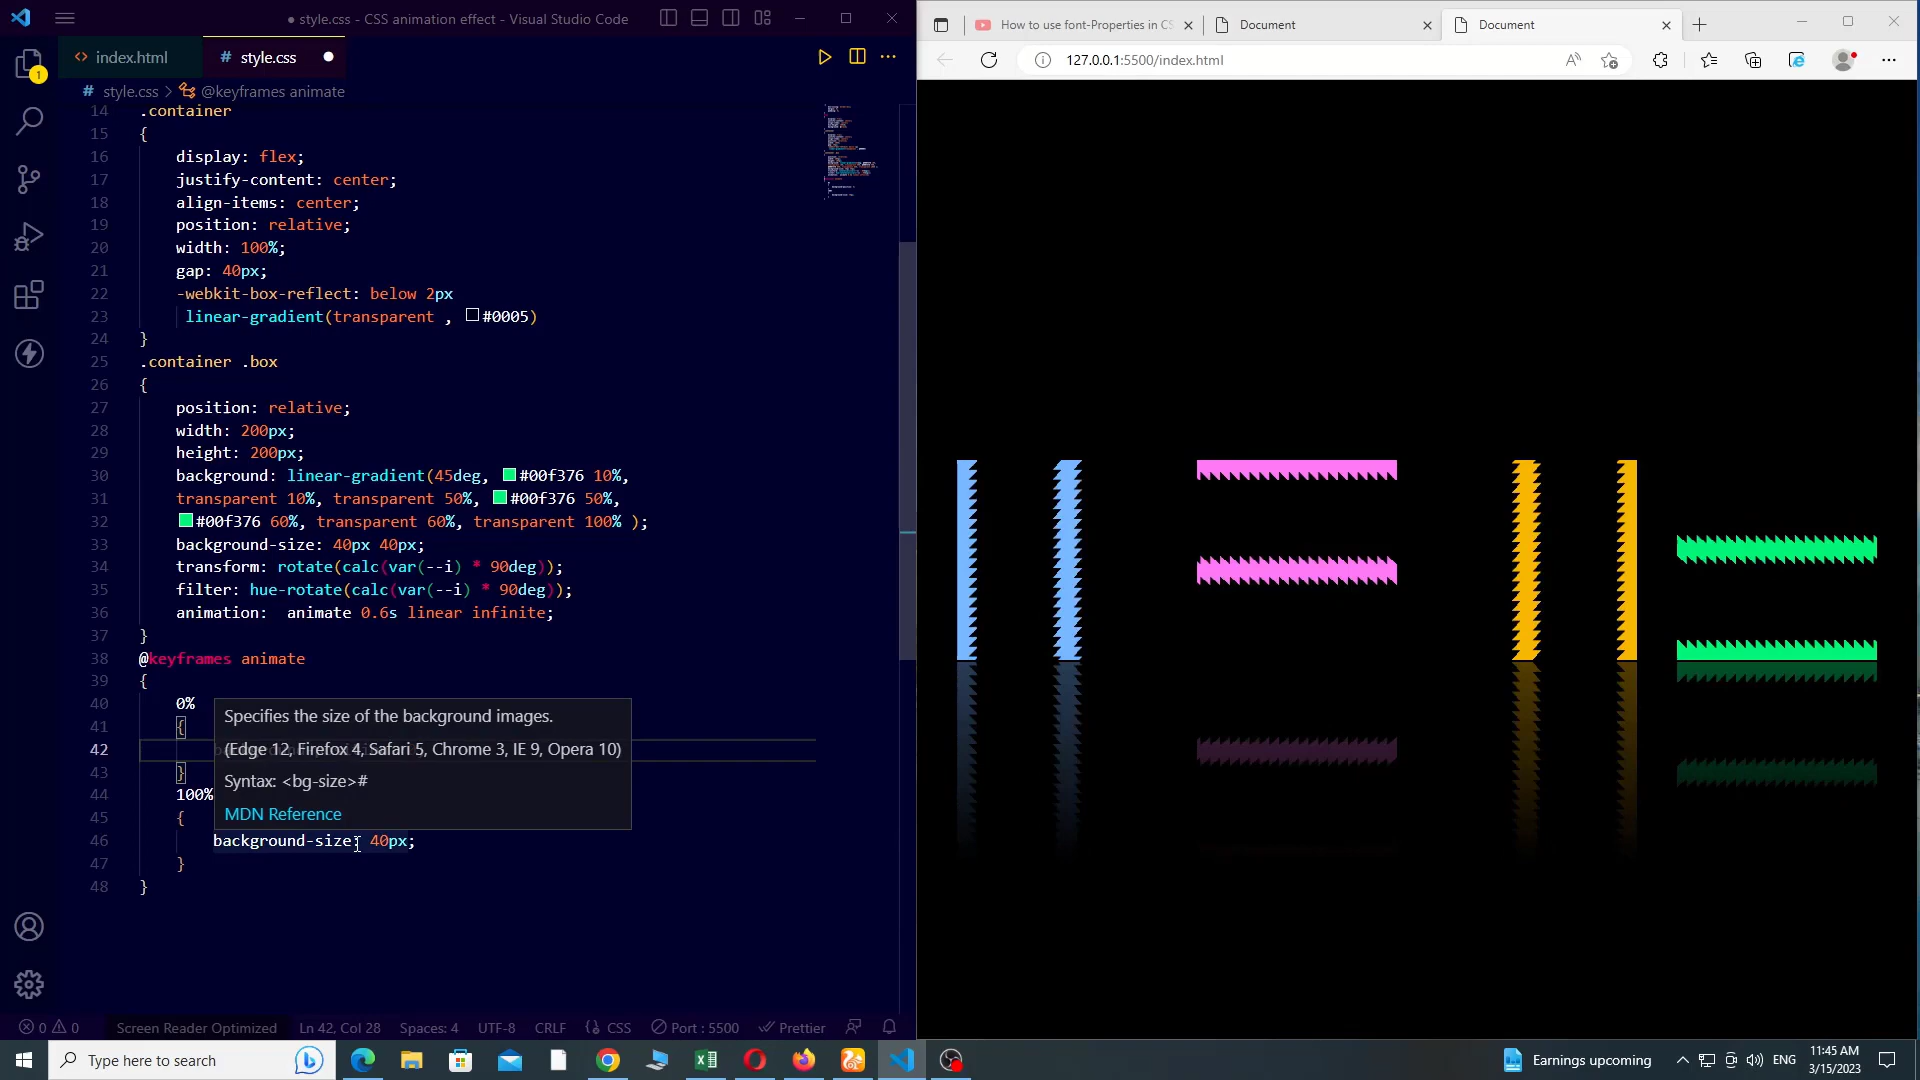 ● style.css - CSS animation effect - Visual Studio Code
index.html
# style.css ●
1
# style.css > @keyframes animate
14 .container
15 {
16 display: flex;
17 justify-content: center;
18 align-items: center;
19 position: relative;
20 width: 100%;
21 gap: 40px;
22 -webkit-box-reflect: below 2px
23 linear-gradient(transparent , #0005)
24 }
25 .container .box
26 {
27 position: relative;
28 width: 200px;
29 height: 200px;
30 background: linear-gradient(45deg, #00f376 10%,
31 transparent 10%, transparent 50%, #00f376 50%,
32 #00f376 60%, transparent 60%, transparent 100% );
33 background-size: 40px 40px;
34 transform: rotate(calc(var(--i) * 90deg));
35 filter: hue-rotate(calc(var(--i) * 90deg));
36 animation:  animate 0.6s linear infinite;
37 }
38 @keyframes animate
39 {
40 0%
41 {
42
43 }
44 100%
45 {
46 background-size: 40px;
47 }
48 }
Specifies the size of the background images.
(Edge 12, Firefox 4, Safari 5, Chrome 3, IE 9, Opera 10)
Syntax: <bg-size>#
MDN Reference
0 0 Screen Reader Optimized Ln 42, Col 28 Spaces: 4 UTF-8 CRLF {} CSS Port : 5500 Prettier
How to use font-Properties in CS
Document
Document
127.0.0.1:5500/index.html
Type here to search
Earnings upcoming
ENG
11:45 AM
3/15/2023